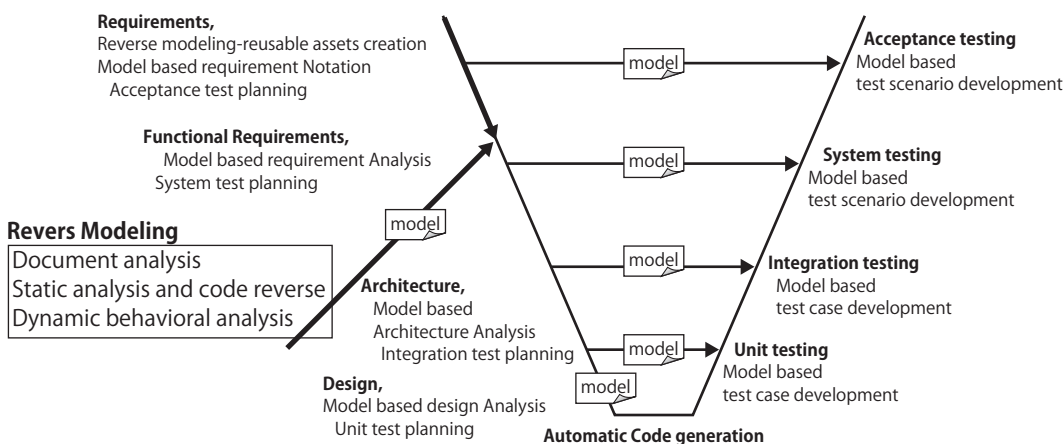 Requirements,
Reverse modeling-reusable assets creation
Model based requirement Notation
Acceptance test planning
Functional Requirements,
Model based requirement Analysis
System test planning
model
Revers Modeling
Document analysis
Static analysis and code reverse
Dynamic behavioral analysis
Architecture,
Model based
Architecture Analysis
Integration test planning
Design,
Model based design Analysis
Unit test planning
model
model
model
model
model
Automatic Code generation
Acceptance testing
Model based
test scenario development
System testing
Model based
test scenario development
Integration testing
Model based
test case development
Unit testing
Model based
test case development